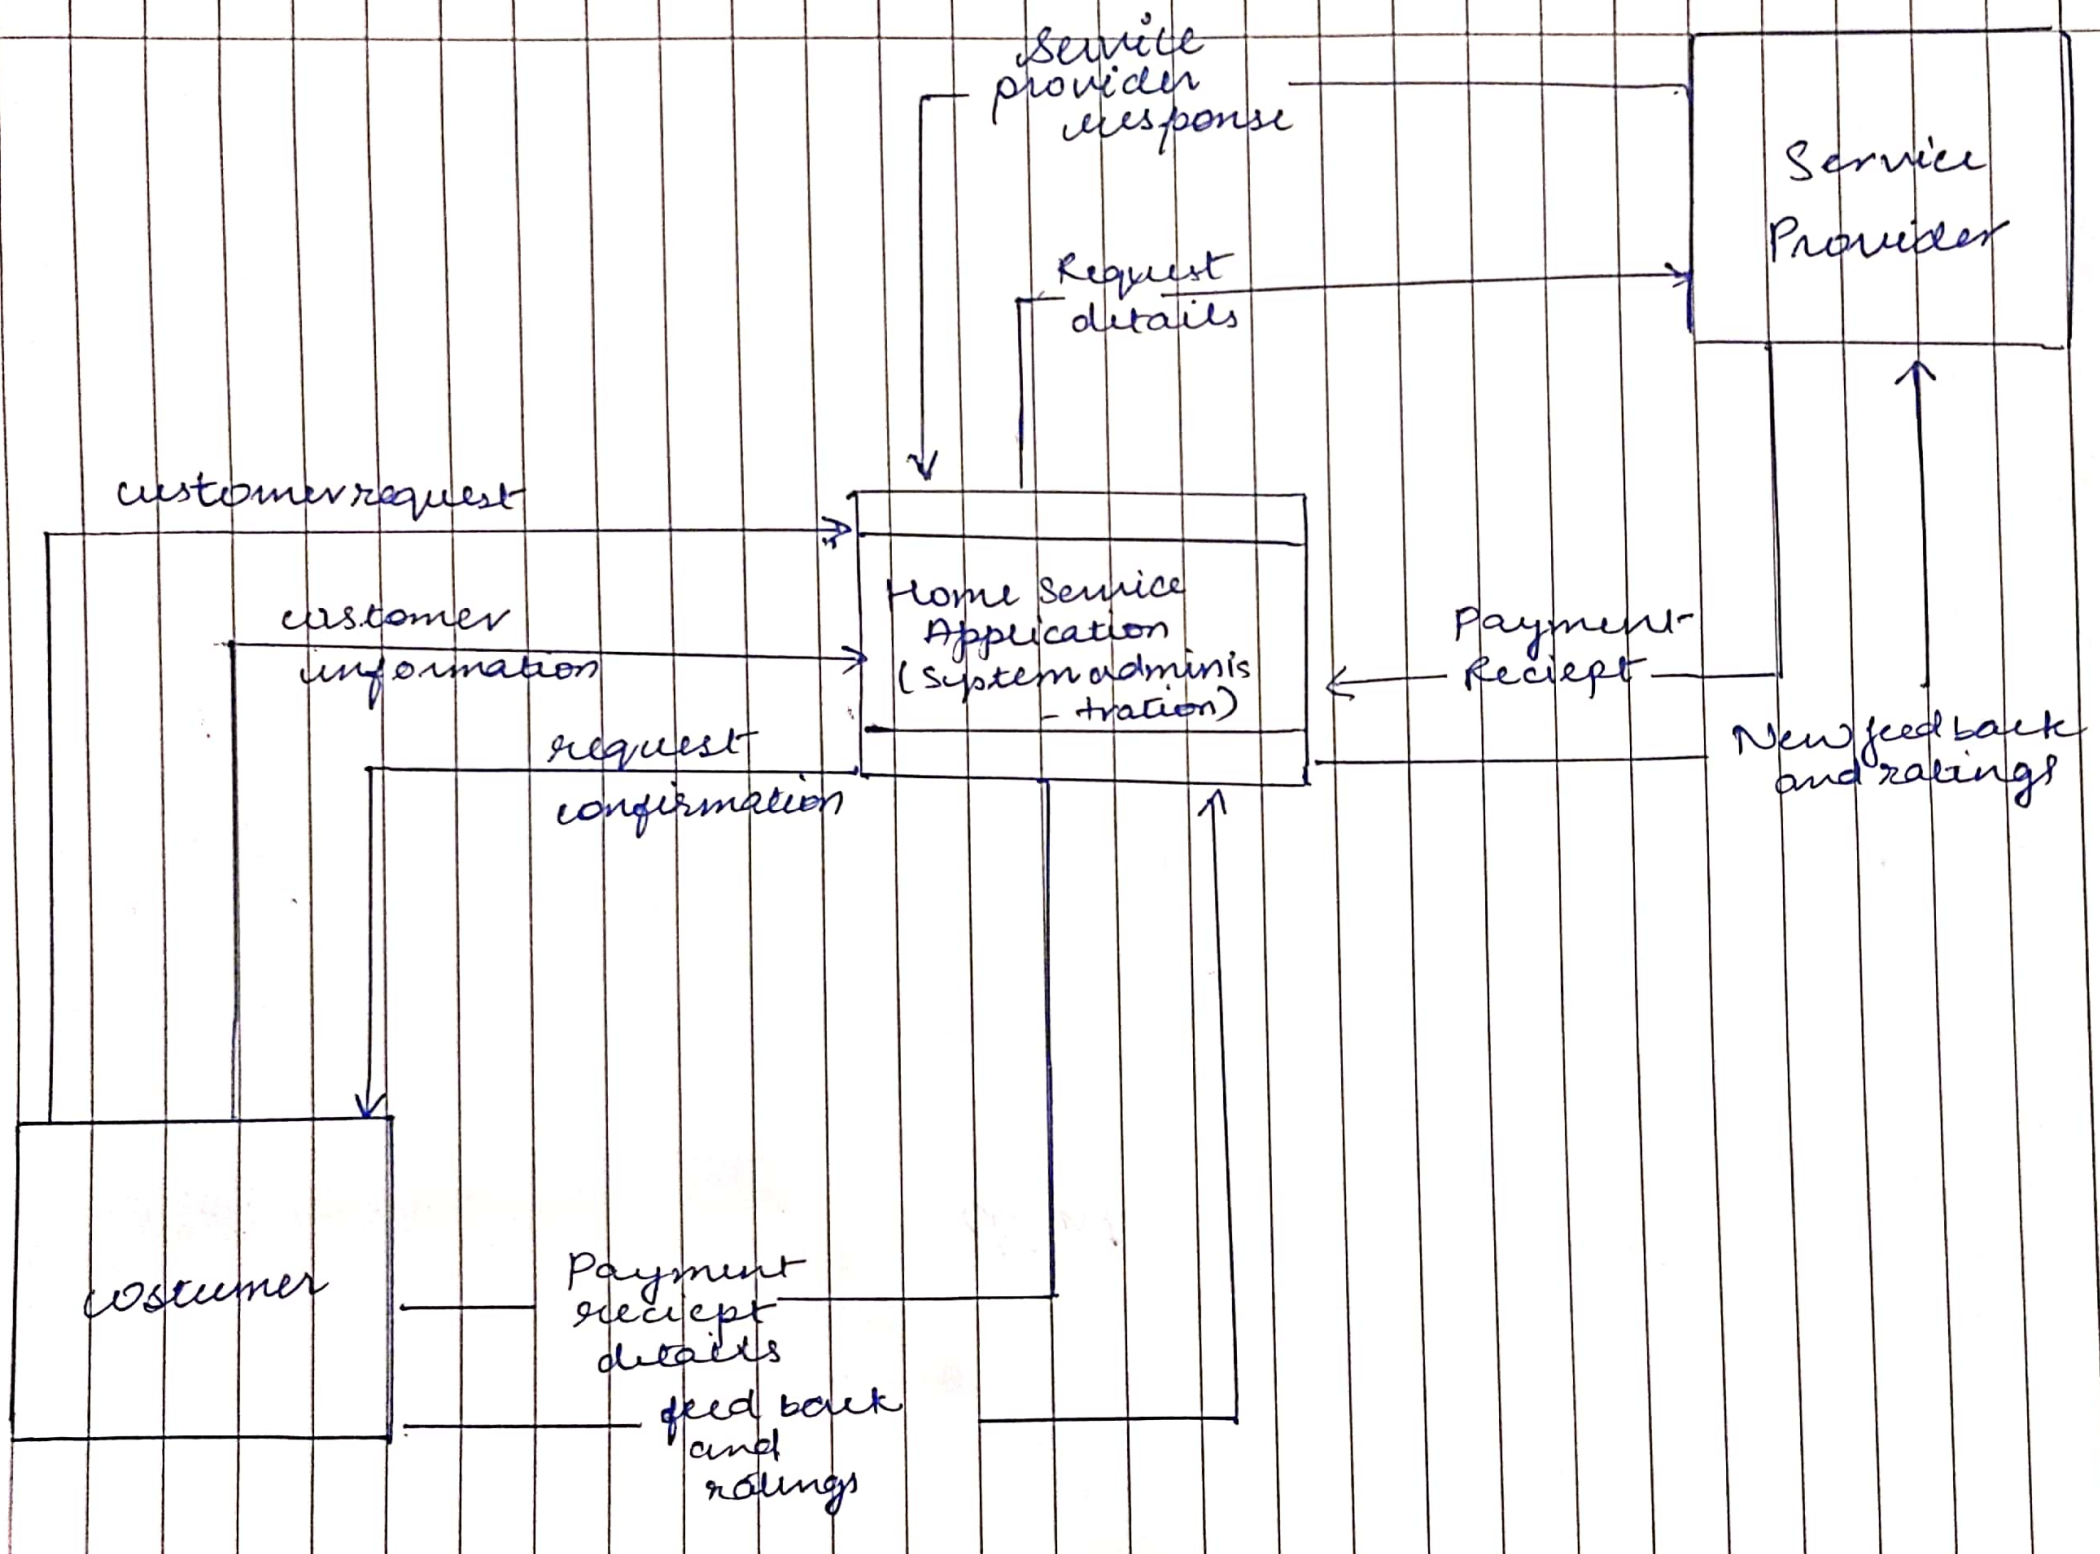 Service
provider
response
Service
Provider
Request
details
customer request
Home Service
Application
(System adminis
- tration)
customer
information
Payment
Reciept
request
confirmation
New feed back
and ratings
costumer
Payment
reciept
details
feed back
and
ratings